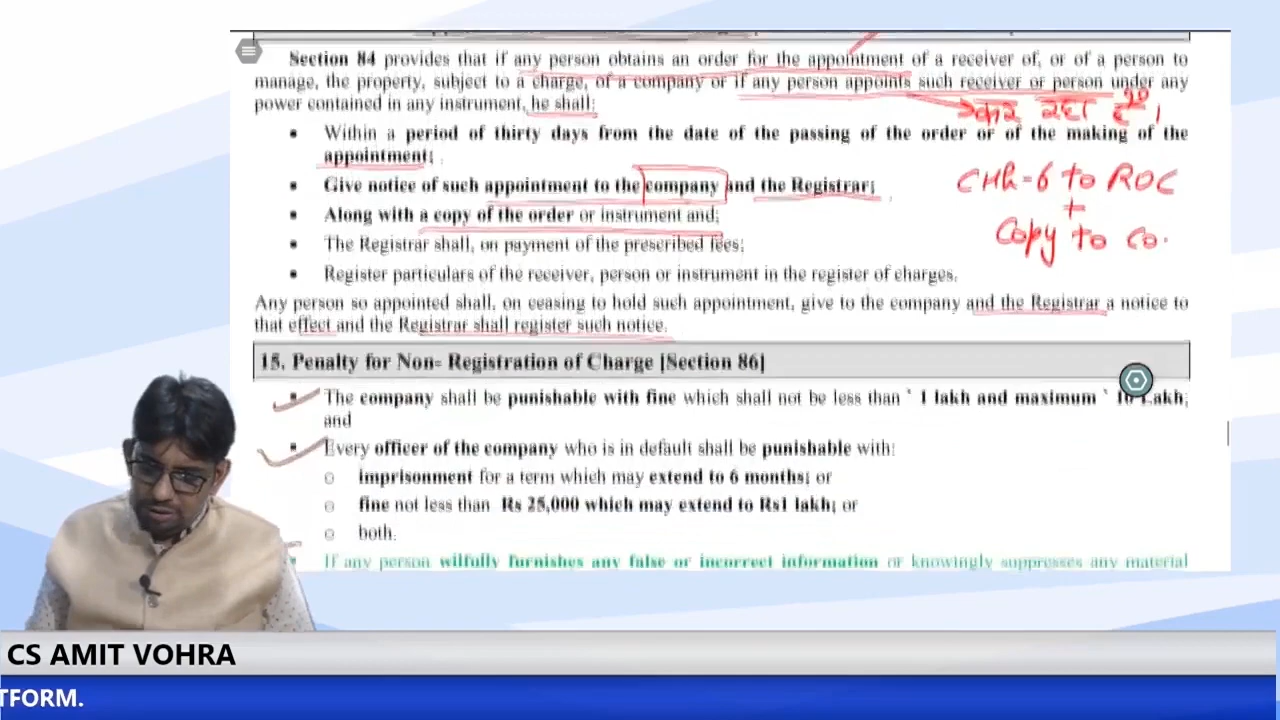 Section 84 provides that if any person obtains an order for the appointment of a receiver of, or of a person to
manage, the property, subject to a charge, of a company or if any person appoints such receiver or person under any
power contained in any instrument, he shall;
• Within a period of thirty days from the date of the passing of the order or of the making of the
appointment;
• Give notice of such appointment to the company and the Registrar;
CHh-6 to ROC
+
• Along with a copy of the order or instrument and;
Copy to co.
• The Registrar shall, on payment of the prescribed fees;
• Register particulars of the receiver, person or instrument in the register of charges.
Any person so appointed shall, on ceasing to hold such appointment, give to the company and the Registrar a notice to
that effect and the Registrar shall register such notice.
15. Penalty for Non- Registration of Charge [Section 86]
• The company shall be punishable with fine which shall not be less than ` 1 lakh and maximum ` 10 Lakh;
and
• Every officer of the company who is in default shall be punishable with:
o imprisonment for a term which may extend to 6 months; or
o fine not less than Rs 25,000 which may extend to Rs1 lakh; or
o both.
If any person wilfully furnishes any false or incorrect information or knowingly suppresses any material
CS AMIT VOHRA
TFORM.